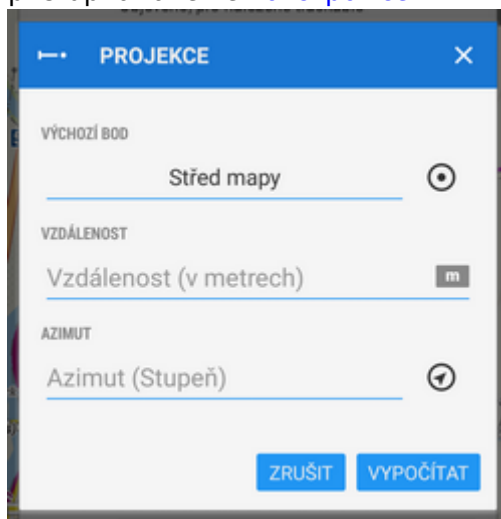 PROJEKCE
VÝCHOZÍ BOD
Střed mapy
VZDÁLENOST
Vzdálenost (v metrech)
m
AZIMUT
Azimut (Stupeň)
ZRUŠIT VYPOČÍTAT